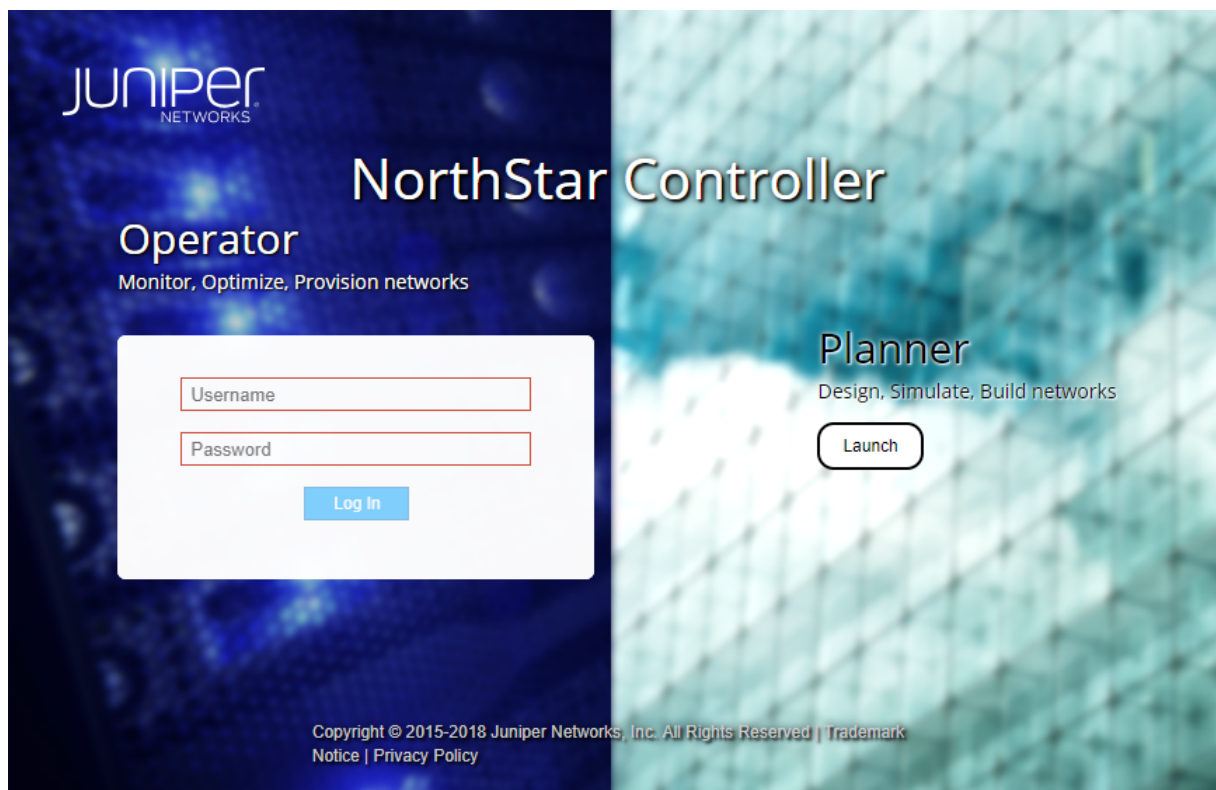 JUNIPER
NETWORKS
NorthStar Controller
Operator
Monitor, Optimize, Provision networks
Username
Password
Log In
Planner
Design, Simulate, Build networks
Launch
Copyright © 2015-2018 Juniper Networks, Inc. All Rights Reserved | Trademark
Notice | Privacy Policy